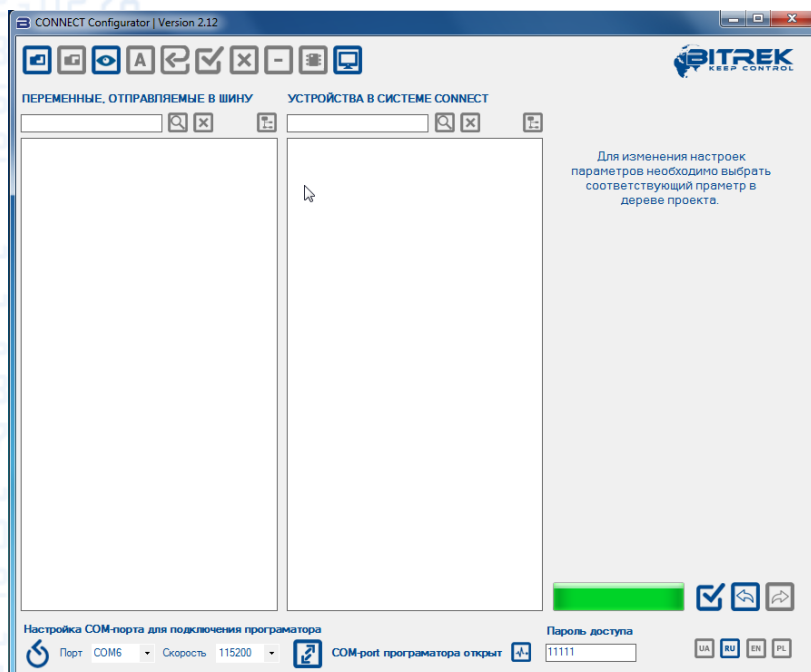 CONNECT Configurator | Version 2.12
BITREK
KEEP CONTROL
ПЕРЕМЕННЫЕ, ОТПРАВЛЯЕМЫЕ В ШИНУ
УСТРОЙСТВА В СИСТЕМЕ CONNECT
Для изменения настроек
параметров необходимо выбрать
соответствующий праметр в
дереве проекта.
Настройка COM-порта для подключения програматора
Порт COM6 Скорость 115200
COM-port програматора открыт
Пароль доступа
11111
UA RU EN PL